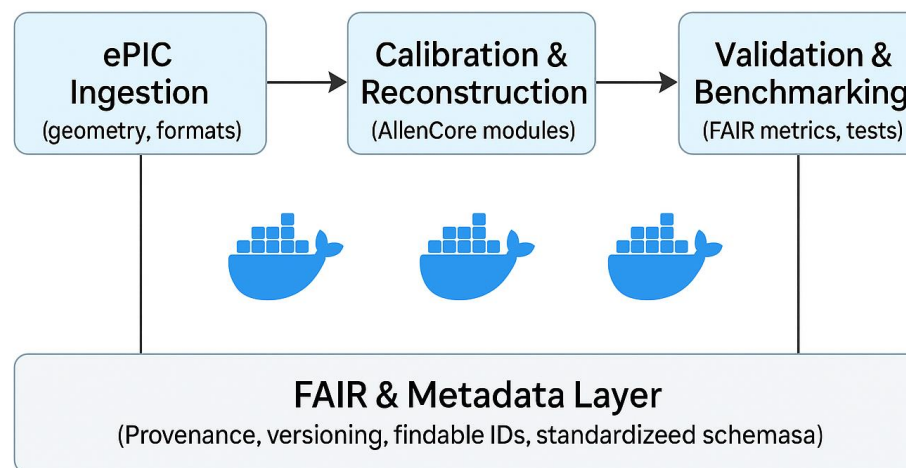 ePIC
Ingestion
(geometry, formats)
Calibration &
Reconstruction
(AllenCore modules)
Validation &
Benchmarking
(FAIR metrics, tests)
FAIR & Metadata Layer
(Provenance, versioning, findable IDs, standardizeed schemasa)